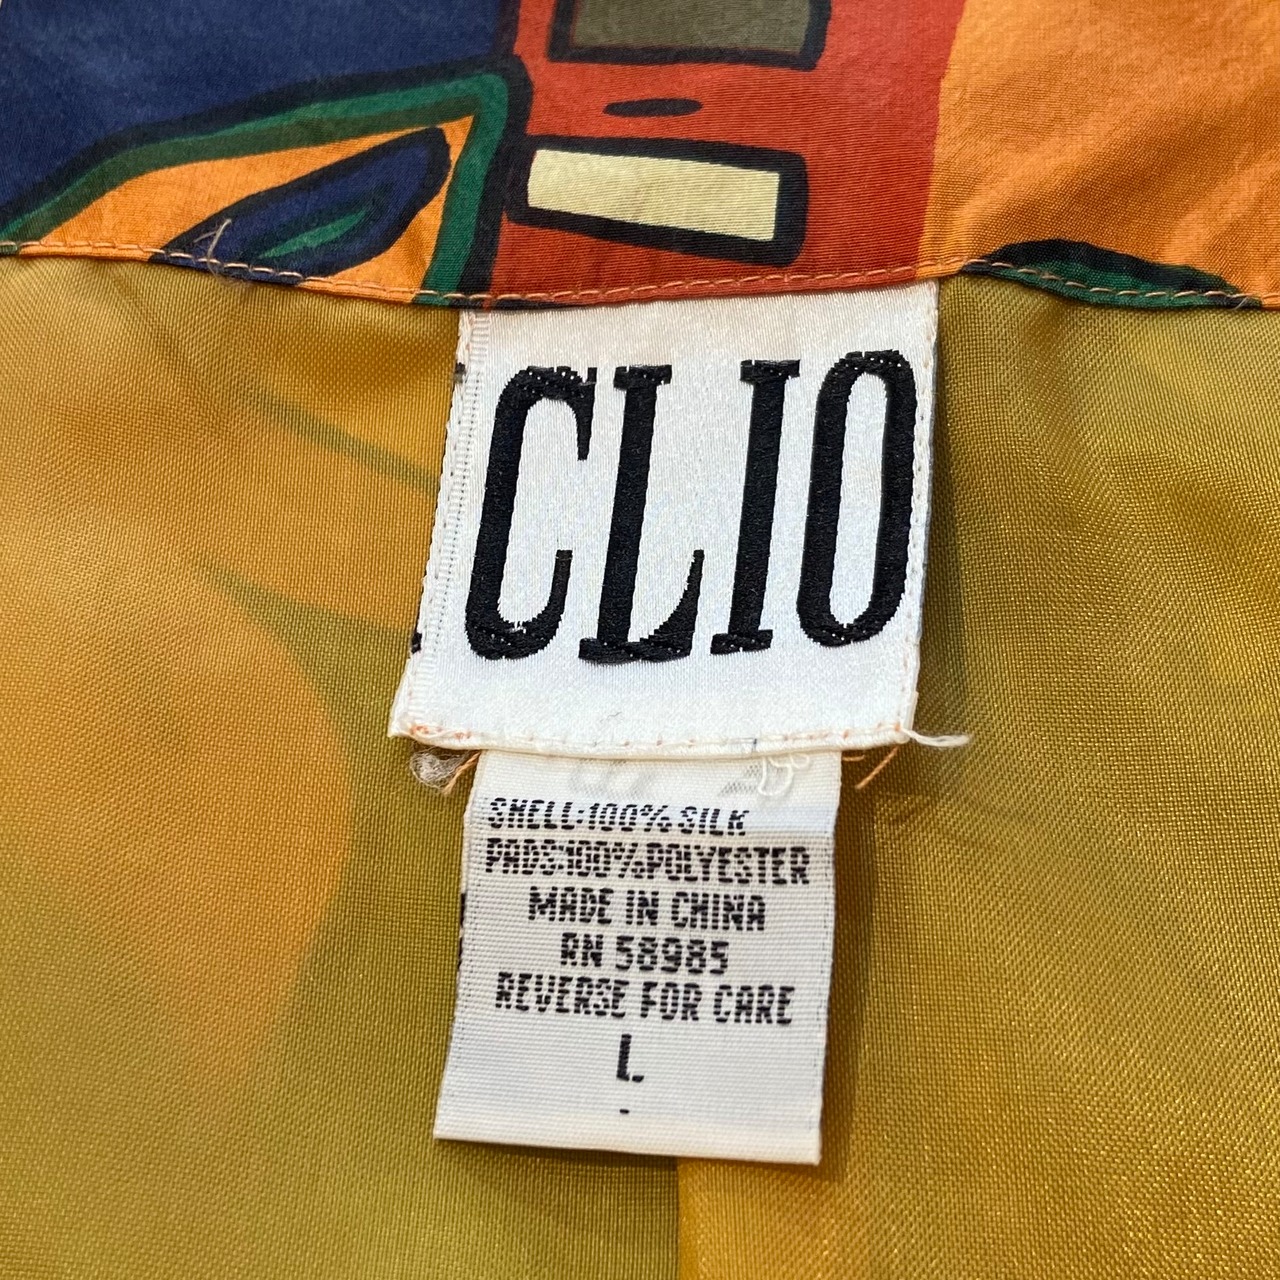 CLIO
SHELL:100% SILK
PADS:100%POLYESTER
MADE IN CHINA
RN 58985
REVERSE FOR CARE
L